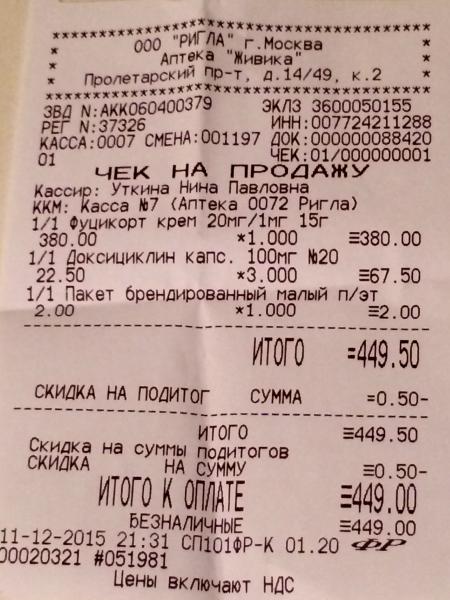 ООО "РИГЛА" г.Москва
Аптека "Живика"
Пролетарский пр-т, д.14/49, к.2
ЗВД N:АКК060400379 ЭКЛЗ 3600050155
РЕГ N:37326 ИНН:007724211288
КАССА:0007 СМЕНА:001197 ДОК:000000088420
01 ЧЕК:01/000000001
ЧЕК НА ПРОДАЖУ
Кассир: Уткина Нина Павловна
ККМ: Касса №7 (Аптека 0072 Ригла)
1/1 Фуцикорт крем 20мг/1мг 15г
380.00 *1.000 ≡380.00
1/1 Доксициклин капс. 100мг №20
22.50 *3.000 ≡67.50
1/1 Пакет брендированный малый п/эт
2.00 *1.000 ≡2.00
ИТОГО =449.50
СКИДКА НА ПОДИТОГ СУММА =0.50-
ИТОГО ≡449.50
Скидка на суммы подитогов
СКИДКА НА СУММУ ≡0.50-
ИТОГО К ОПЛАТЕ ≡449.00
БЕЗНАЛИЧНЫЕ ≡449.00
11-12-2015 21:31 СП101ФР-К 01.20 ФР
00020321 #051981
Цены включают НДС